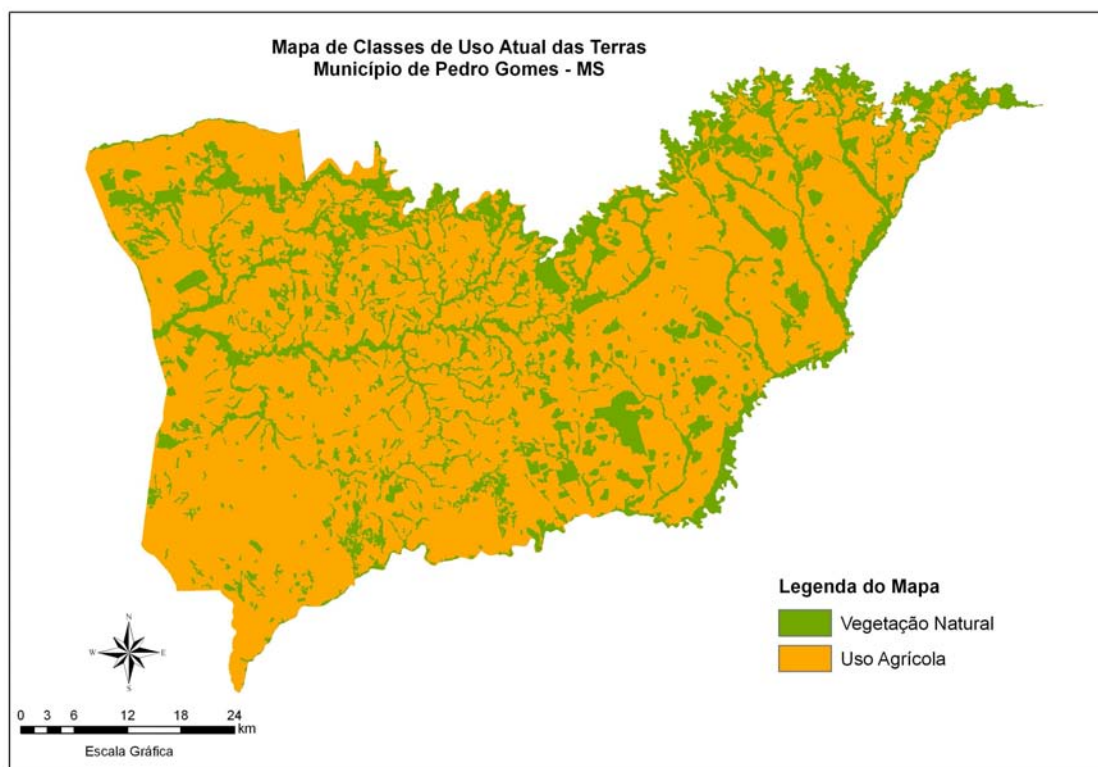 Mapa de Classes de Uso Atual das Terras
Município de Pedro Gomes - MS
Legenda do Mapa
Vegetação Natural
Uso Agrícola
N
W E
S
0 3 6 12 18 24
km
Escala Gráfica